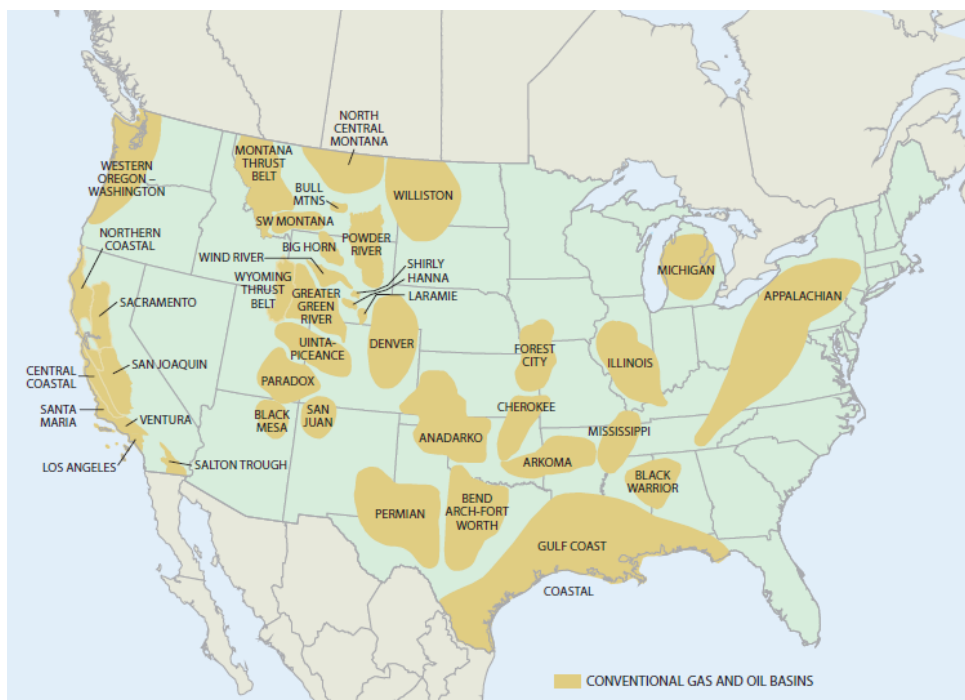 NORTH
CENTRAL
MONTANA
MONTANA
THRUST
BELT
WESTERN
OREGON –
WASHINGTON
BULL
MTNS
WILLISTON
SW MONTANA
NORTHERN
COASTAL
BIG HORN
POWDER
RIVER
WIND RIVER
SHIRLY
HANNA
LARAMIE
WYOMING
THRUST
BELT
GREATER
GREEN
RIVER
MICHIGAN
APPALACHIAN
SACRAMENTO
UINTA-
PICEANCE
DENVER
FOREST
CITY
ILLINOIS
SAN JOAQUIN
CENTRAL
COASTAL
PARADOX
SANTA
MARIA
VENTURA
BLACK
MESA
SAN
JUAN
CHEROKEE
ANADARKO
MISSISSIPPI
LOS ANGELES
SALTON TROUGH
ARKOMA
BLACK
WARRIOR
PERMIAN
BEND
ARCH-FORT
WORTH
GULF COAST
COASTAL
CONVENTIONAL GAS AND OIL BASINS